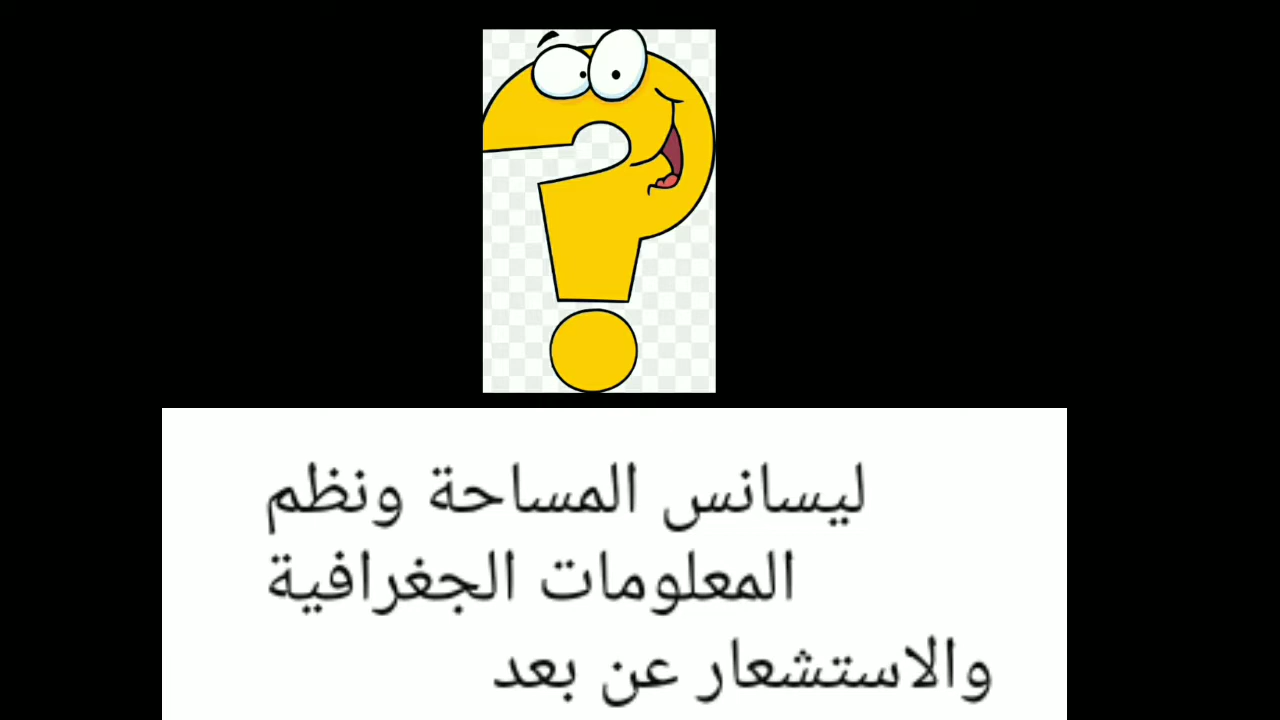 ليسانس المساحة ونظم
المعلومات الجغرافية
والاستشعار عن بعد